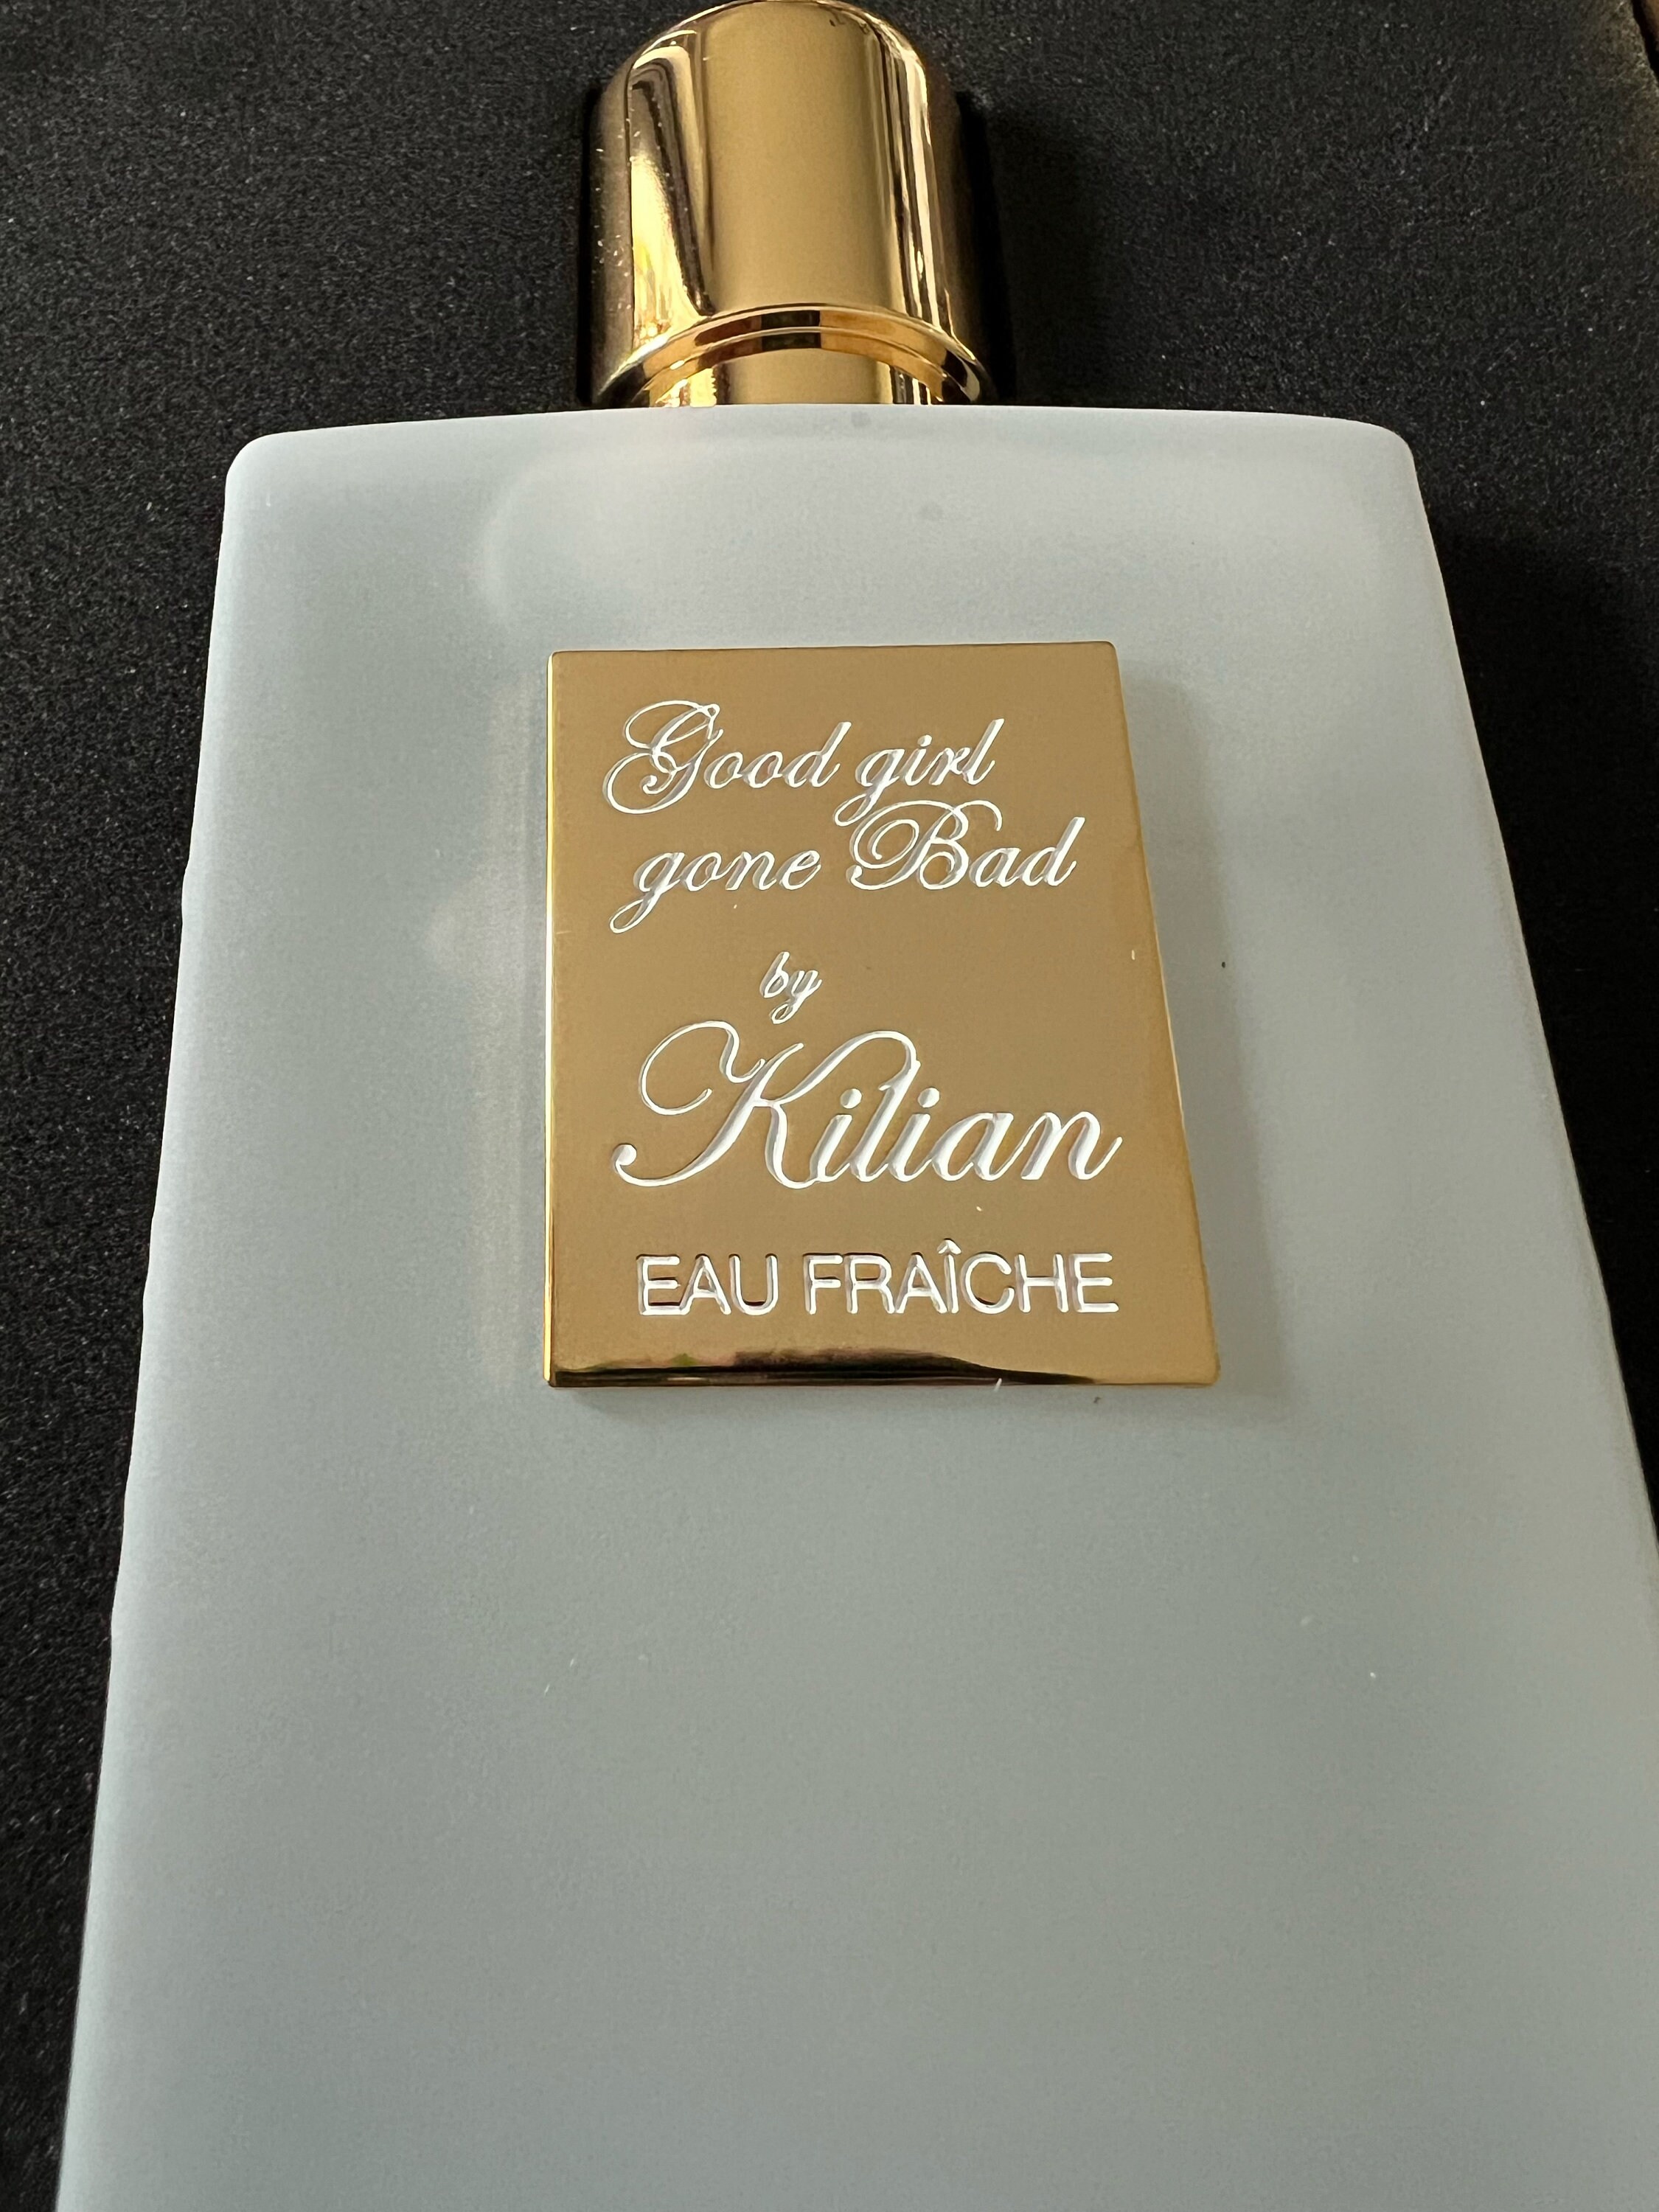 Good girl
gone Bad
by
Kilian
EAU FRAÎCHE